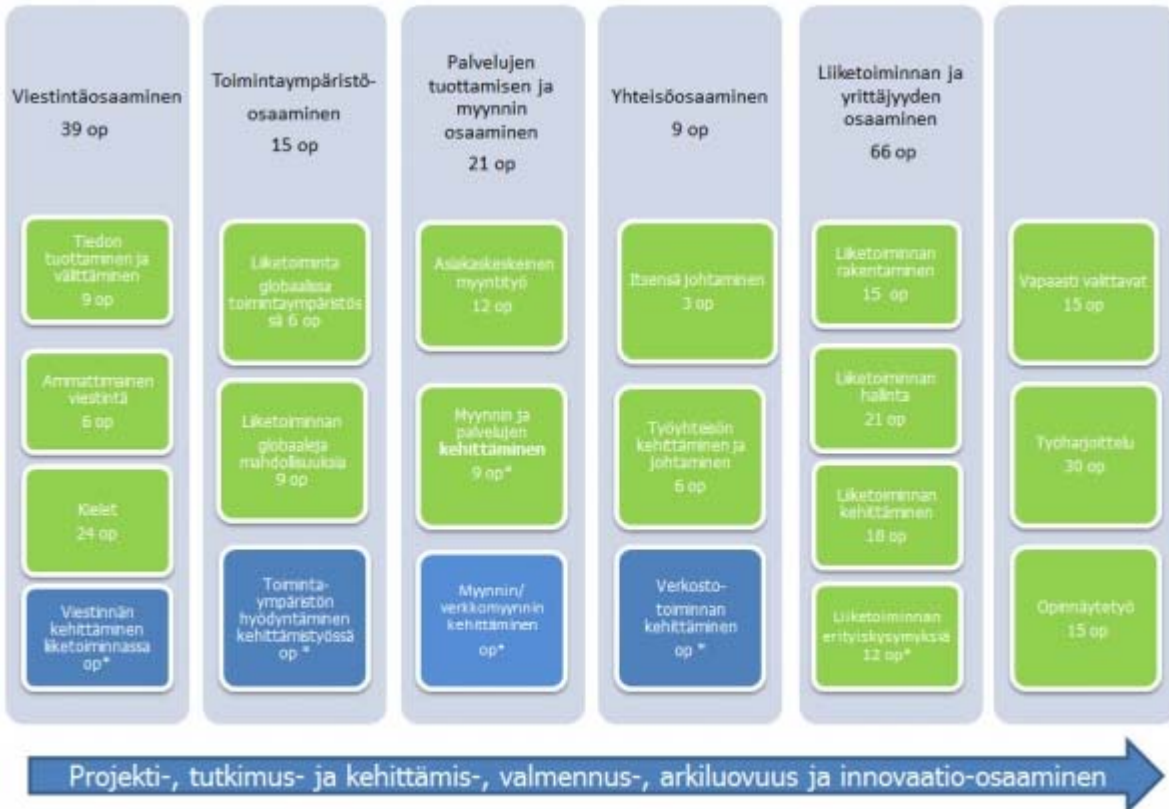 Viestintäosaaminen
39 op
Tiedon
tuottaminen ja
välittäminen
9 op
Ammattimainen
viestintä
6 op
Kielet
24 op
Viestinnän
kehittäminen
liiketoiminnassa
op*
Toimintaympäristö-
osaaminen
15 op
Liiketoiminta
globaalissa
toimintaympäristös
sä 6 op
Liiketoiminnan
globaaleja
mahdollisuuksia
9 op
Toiminta-
ympäristön
hyödyntäminen
kehittämistyössä
op *
Palvelujen
tuottamisen ja
myynnin
osaaminen
21 op
Asiakaskeskeinen
myyntityö
12 op
Myynnin ja
palvelujen
kehittäminen
9 op*
Myynnin/
verkkomyynnin
kehittäminen
op*
Yhteisöosaaminen
9 op
Itsensä johtaminen
3 op
Työyhteisön
kehittäminen ja
johtaminen
6 op
Verkosto-
toiminnan
kehittäminen
op *
Liiketoiminnan ja
yrittäjyyden
osaaminen
66 op
Liiketoiminnan
rakentaminen
15 op
Liiketoiminnan
hallinta
21 op
Liiketoiminnan
kehittäminen
18 op
Liiketoiminnan
erityiskysymyksiä
12 op*
Vapaasti valittavat
15 op
Työharjoittelu
30 op
Opinnäytetyö
15 op
Projekti-, tutkimus- ja kehittämis-, valmennus-, arkiluovuus ja innovaatio-osaaminen